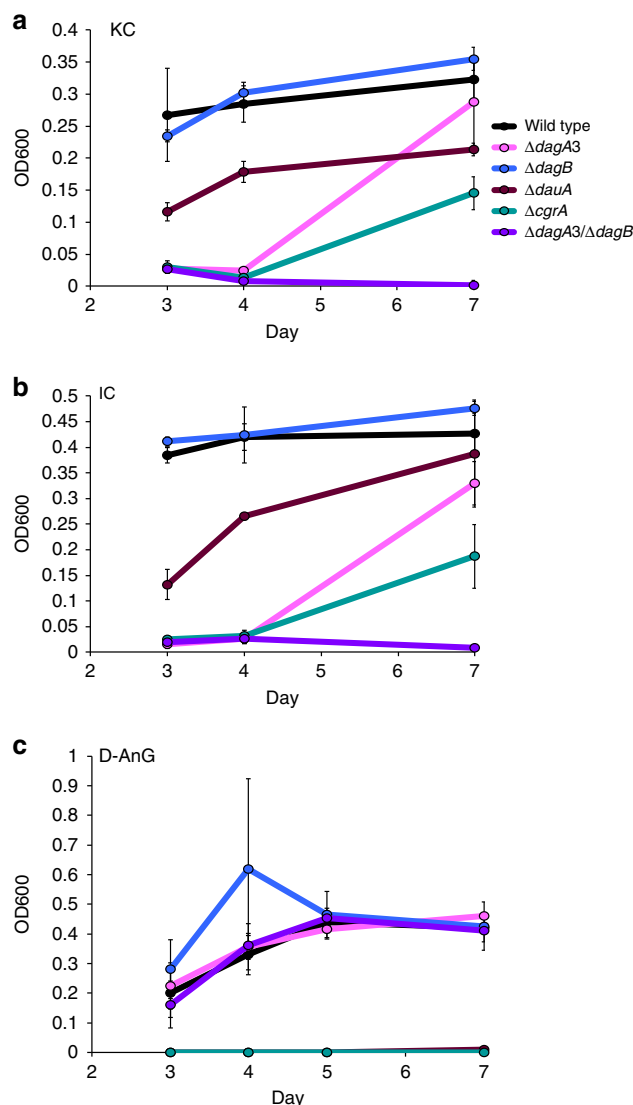 a
KC
0.4
0.35
0.3
0.25
0.2
0.15
0.1
0.05
0
OD600
2 3 4 5 6 7
Day
Wild type
ΔdagA3
ΔdagB
ΔdauA
ΔcgrA
ΔdagA3/ΔdagB
b
IC
0.5
0.45
0.4
0.35
0.3
0.25
0.2
0.15
0.1
0.05
0
OD600
2 3 4 5 6 7
Day
c
D-AnG
1
0.9
0.8
0.7
0.6
0.5
0.4
0.3
0.2
0.1
0
OD600
2 3 4 5 6 7
Day